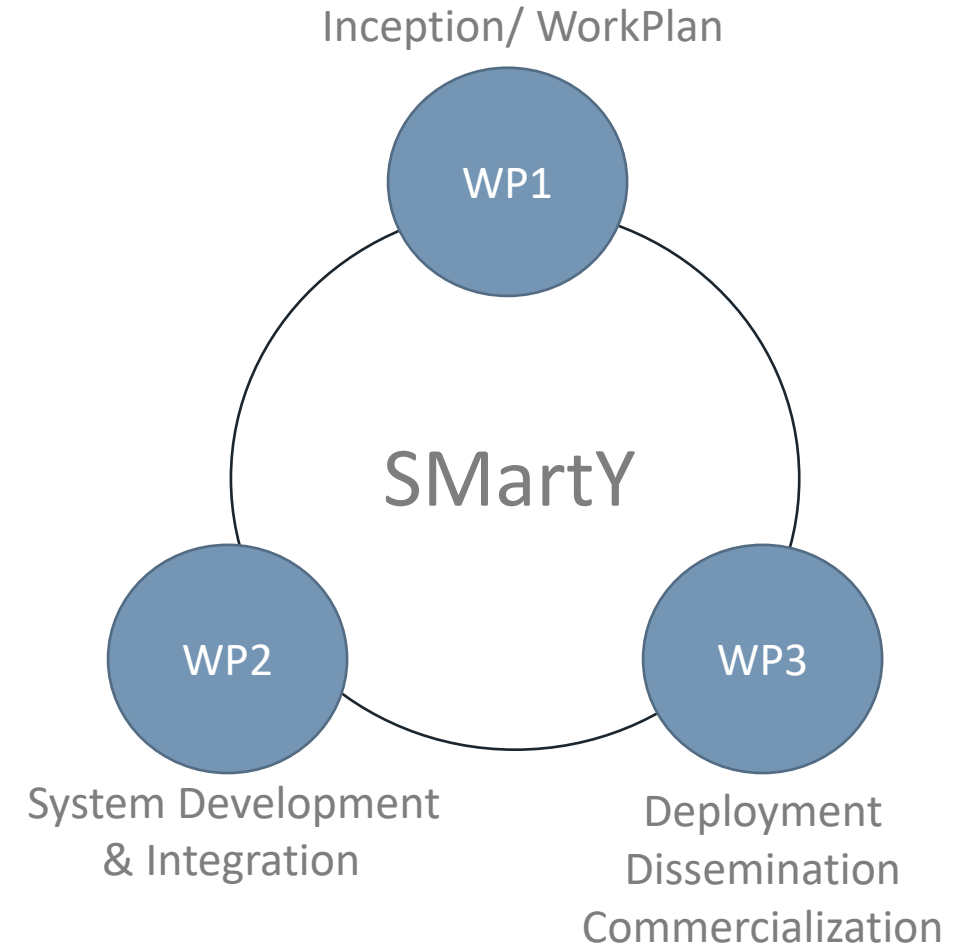 Inception/ WorkPlan
WP1
SMartY
WP2
WP3
System Development
& Integration
Deployment
Dissemination
Commercialization